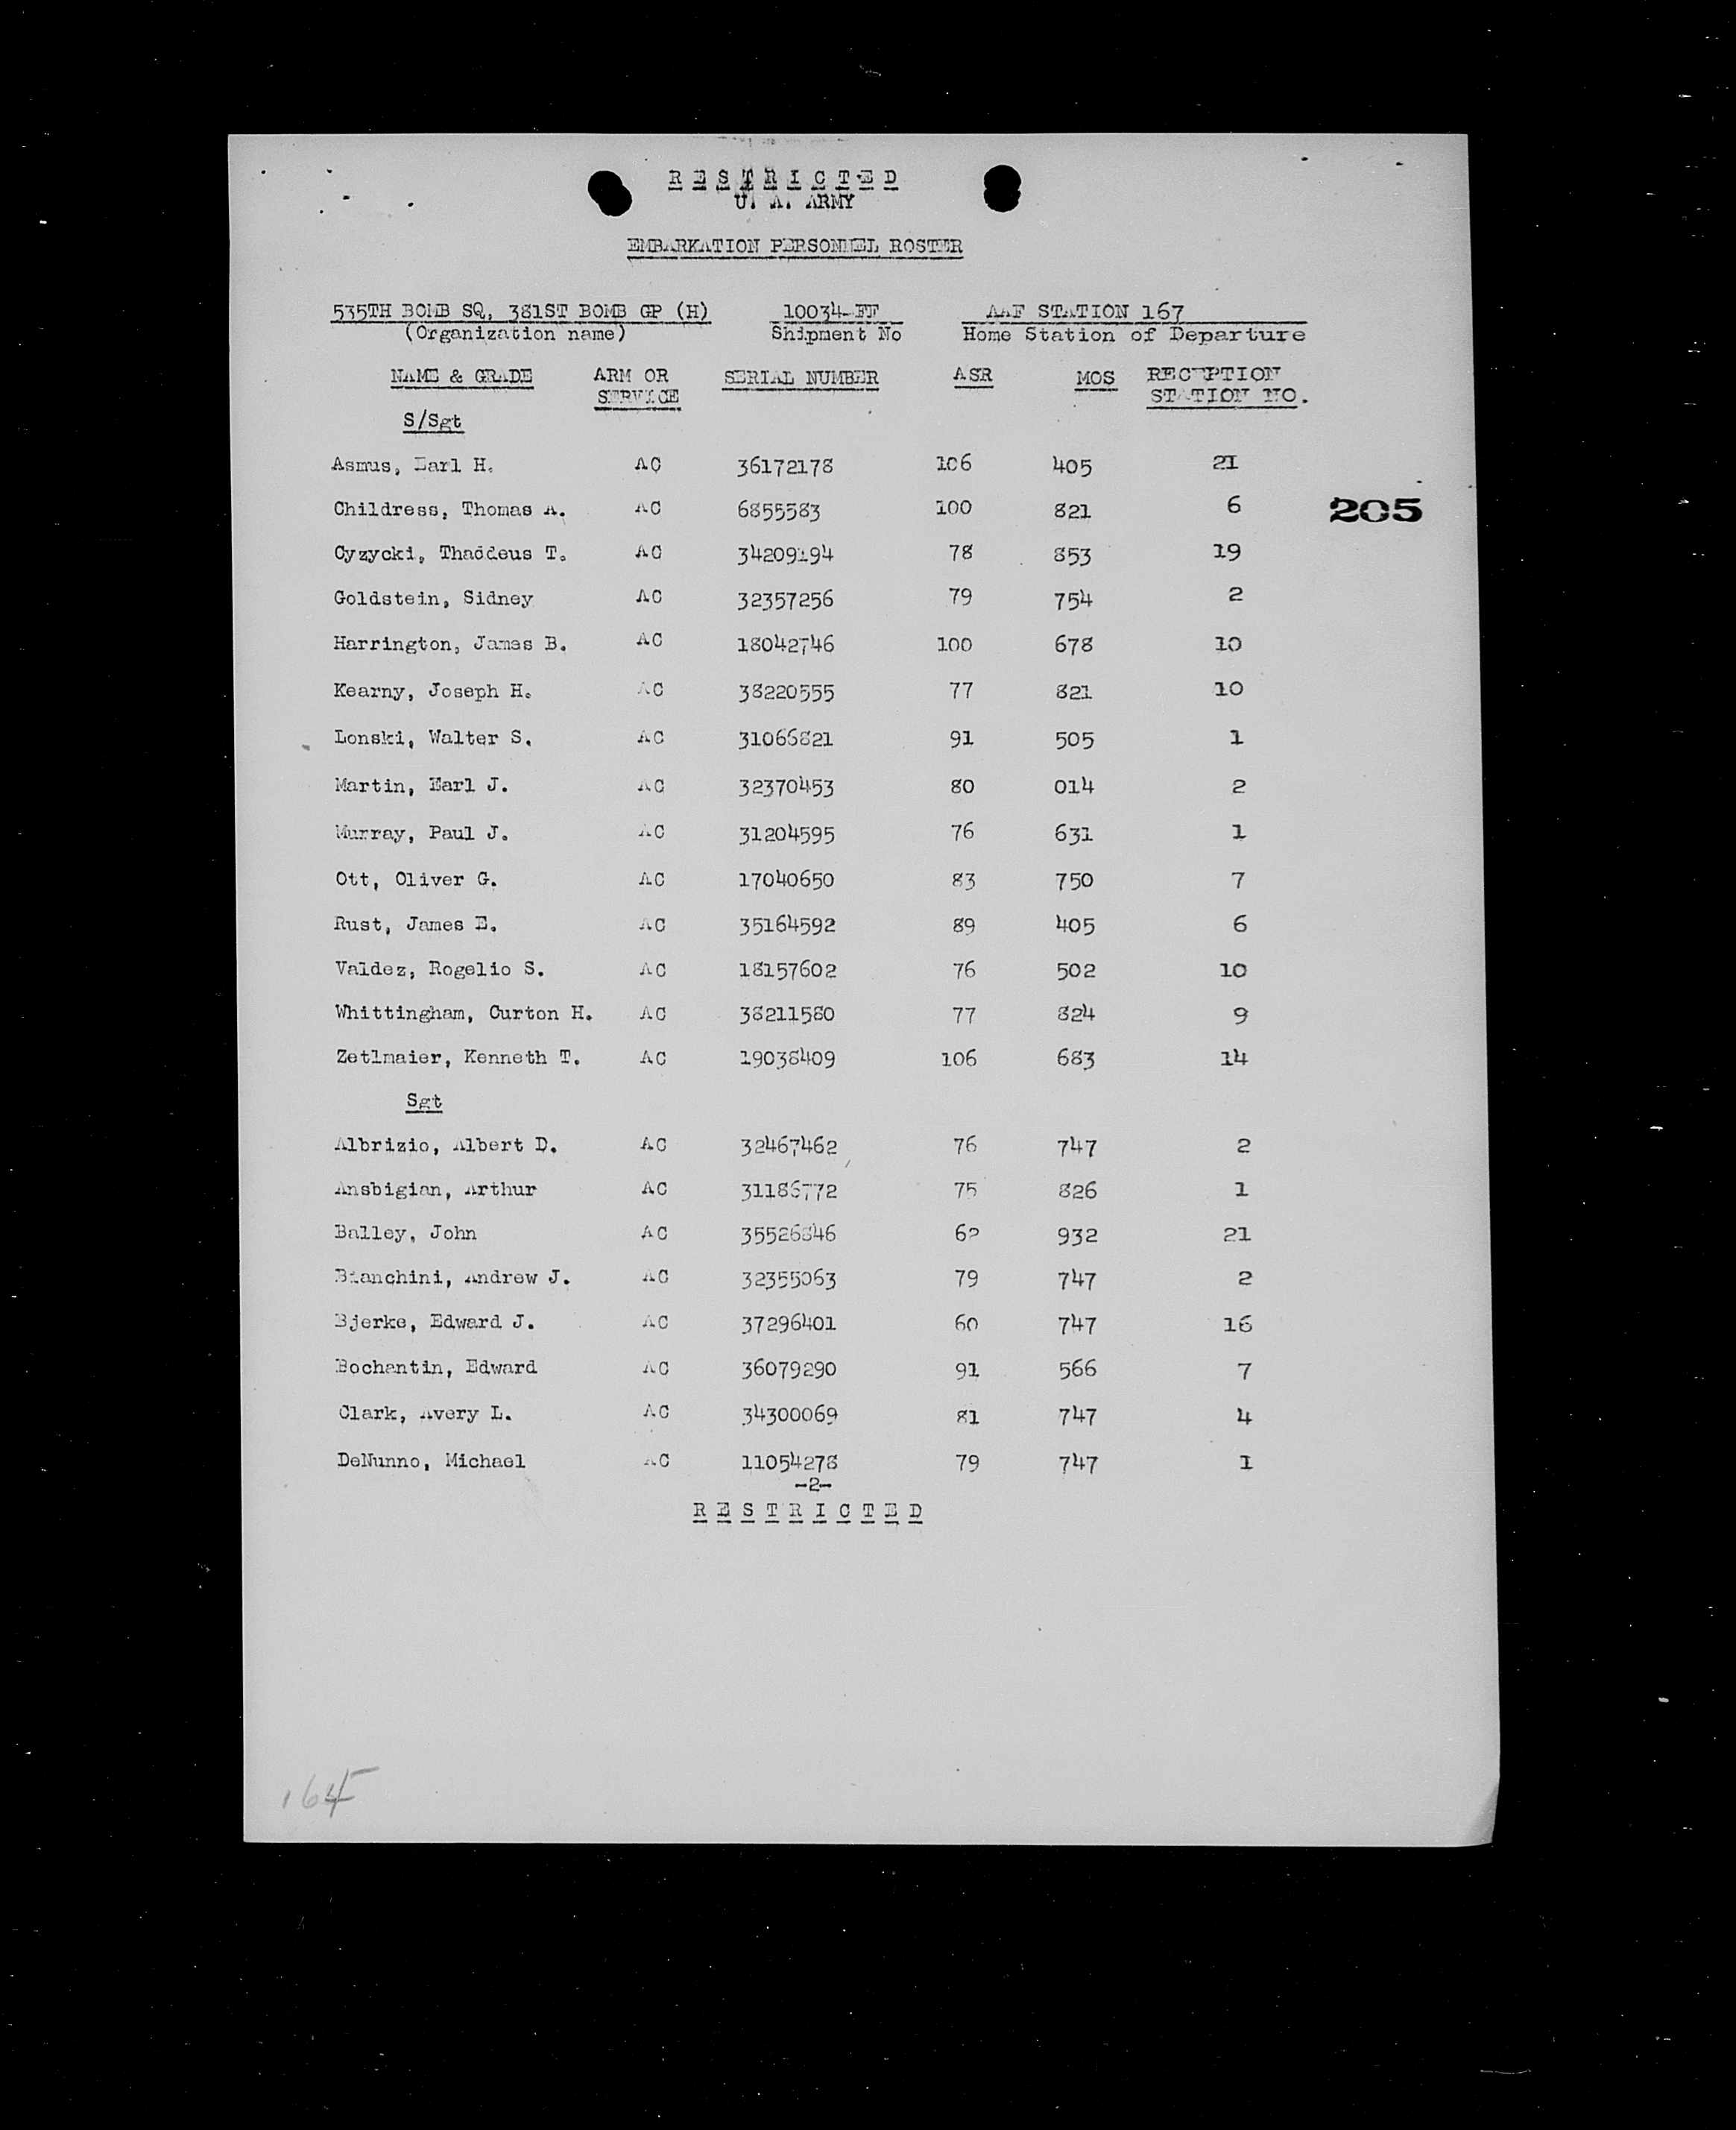 RESTRICTED
U. A. ARMY
EMBARKATION PERSONNEL ROSTER
535TH BOMB SQ, 381ST BOMB GP (H) 10034-FF AAF STATION 167
(Organization name) Shipment No Home Station of Departure
NAME & GRADE ARM OR SERVICE SERIAL NUMBER ASR MOS RECEPTION STATION NO.
S/Sgt
Asmus, Earl H. AC 36172178 106 405 21
Childress, Thomas A. AC 6855583 100 821 6
205
Cyzycki, Thaddeus T. AC 34209194 78 853 19
Goldstein, Sidney AC 32357256 79 754 2
Harrington, James B. AC 18042746 100 678 10
Kearny, Joseph H. AC 38220555 77 821 10
Lonski, Walter S. AC 31066821 91 505 1
Martin, Earl J. AC 32370453 80 014 2
Murray, Paul J. AC 31204595 76 631 1
Ott, Oliver G. AC 17040650 83 750 7
Rust, James E. AC 35164592 89 405 6
Valdez, Rogelio S. AC 18157602 76 502 10
Whittingham, Curton H. AC 38211580 77 824 9
Zetlmaier, Kenneth T. AC 19038409 106 683 14
Sgt
Albrizio, Albert D. AC 32467462 76 747 2
Ansbigian, Arthur AC 31186772 75 826 1
Balley, John AC 35526846 62 932 21
Bianchini, Andrew J. AC 32355063 79 747 2
Bjerke, Edward J. AC 37296401 60 747 16
Bochantin, Edward AC 36079290 91 566 7
Clark, Avery L. AC 34300069 81 747 4
DeNunno, Michael AC 11054278 79 747 1
-2-
RESTRICTED